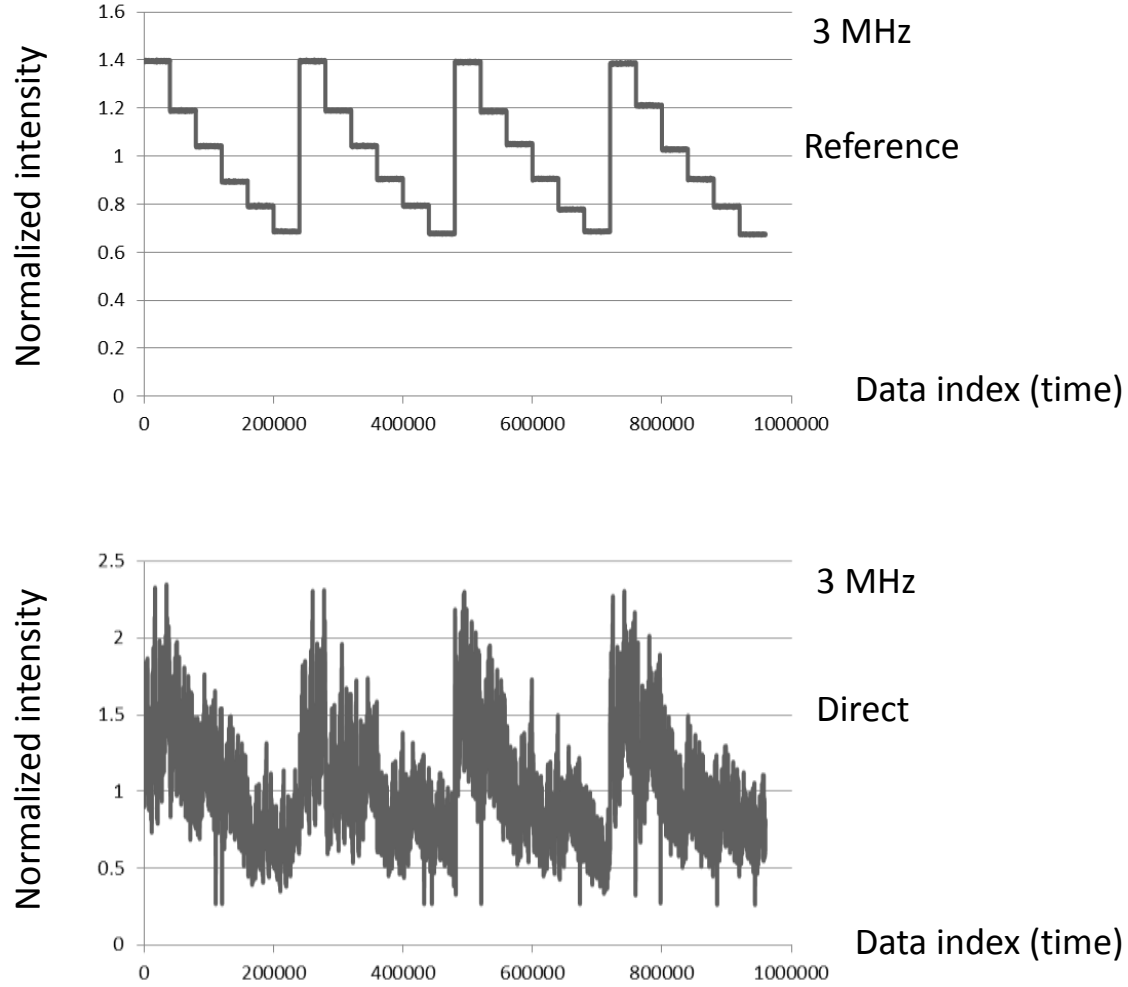 1.6
3 MHz
1.4
1.2
Reference
1
0.8
0.6
0.4
0.2
0
Normalized intensity
Data index (time)
0 200000 400000 600000 800000 1000000
2.5
3 MHz
2
1.5
Direct
1
0.5
0
Normalized intensity
Data index (time)
0 200000 400000 600000 800000 1000000